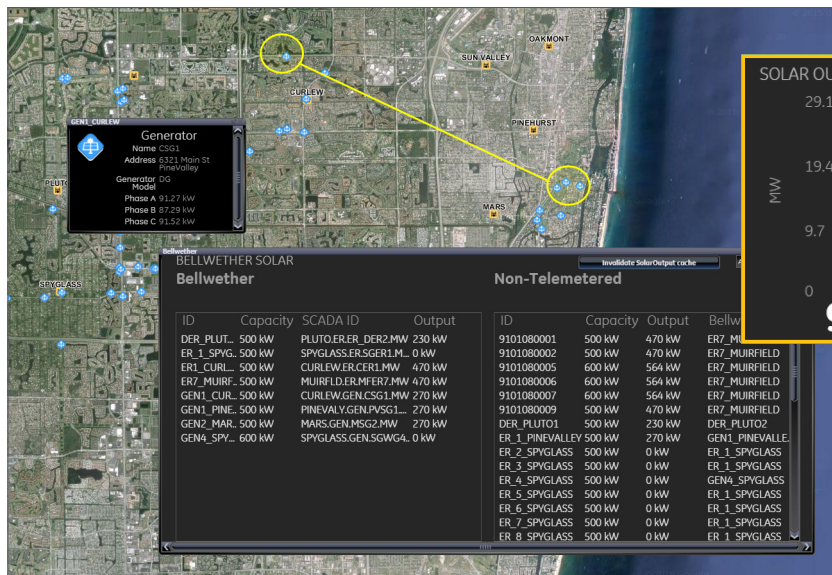 OAKMONT
SUN VALLEY
CURLEW
PINEHURST
PLUTO
MARS
SPYGLASS
GEN1_CURLEW
Generator
Name CSG1
Address 6321 Main St
PineValley
Generator Model DG
Phase A 91.27 kW
Phase B 87.29 kW
Phase C 91.52 kW
SOLAR OU
29.1
19.4
MW
9.7
0
Bellwether
BELLWETHER SOLAR
Invalidate SolarOutput cache
Bellwether
ID Capacity SCADA ID Output
DER_PLUT... 500 kW PLUTO.ER.ER_DER2.MW 230 kW
ER_1_SPYG.. 500 kW SPYGLASS.ER.SGER1.M... 0 kW
ER1_CURL... 500 kW CURLEW.ER.CER1.MW 470 kW
ER7_MUIRF.. 500 kW MUIRFLD.ER.MFER7.MW 470 kW
GEN1_CUR... 500 kW CURLEW.GEN.CSG1.MW 270 kW
GEN1_PINE.. 500 kW PINEVALY.GEN.PVSG1.... 270 kW
GEN2_MAR.. 500 kW MARS.GEN.MSG2.MW 270 kW
GEN4_SPY... 600 kW SPYGLASS.GEN.SGWG4.. 0 kW
Non-Telemetered
ID Capacity Output Bellw
9101080001 500 kW 470 kW ER7_MU
9101080002 500 kW 470 kW ER7_MUIRFIELD
9101080005 600 kW 564 kW ER7_MUIRFIELD
9101080006 600 kW 564 kW ER7_MUIRFIELD
9101080007 600 kW 564 kW ER7_MUIRFIELD
9101080009 500 kW 470 kW ER7_MUIRFIELD
DER_PLUTO1 500 kW 230 kW DER_PLUTO2
ER_1_PINEVALLEY 500 kW 270 kW GEN1_PINEVALLE.
ER_2_SPYGLASS 500 kW 0 kW ER_1_SPYGLASS
ER_3_SPYGLASS 500 kW 0 kW ER_1_SPYGLASS
ER_4_SPYGLASS 500 kW 0 kW GEN4_SPYGLASS
ER_5_SPYGLASS 500 kW 0 kW ER_1_SPYGLASS
ER_6_SPYGLASS 500 kW 0 kW ER_1_SPYGLASS
ER_7_SPYGLASS 500 kW 0 kW ER_1_SPYGLASS
ER_8_SPYGLASS 500 kW 0 kW ER_1_SPYGLASS